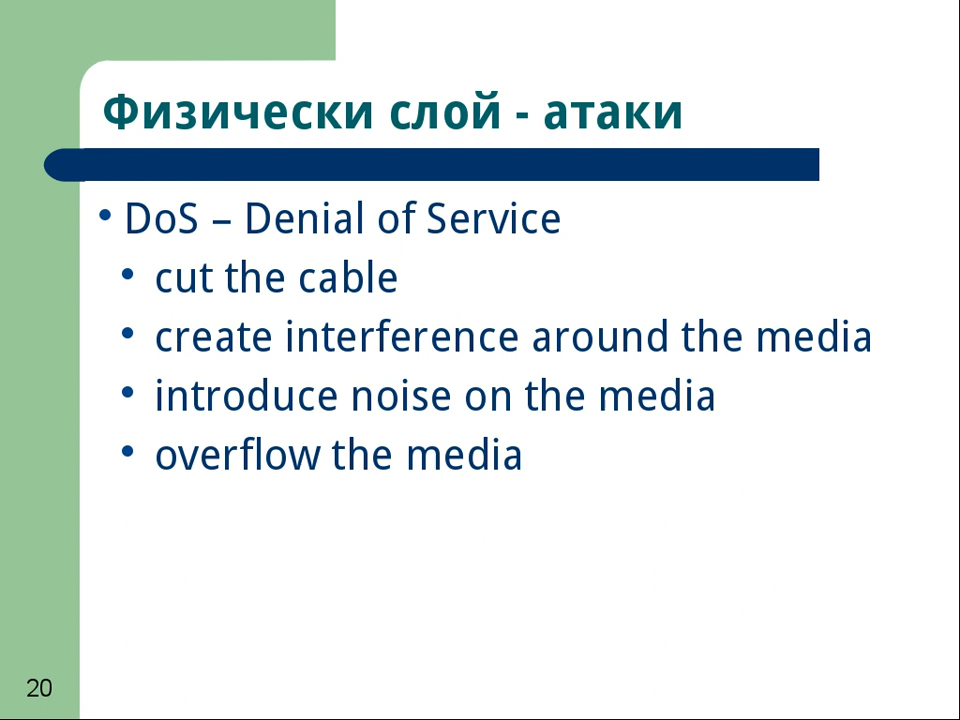 Физически слой - атаки
• DoS – Denial of Service
• cut the cable
• create interference around the media
• introduce noise on the media
• overflow the media
20